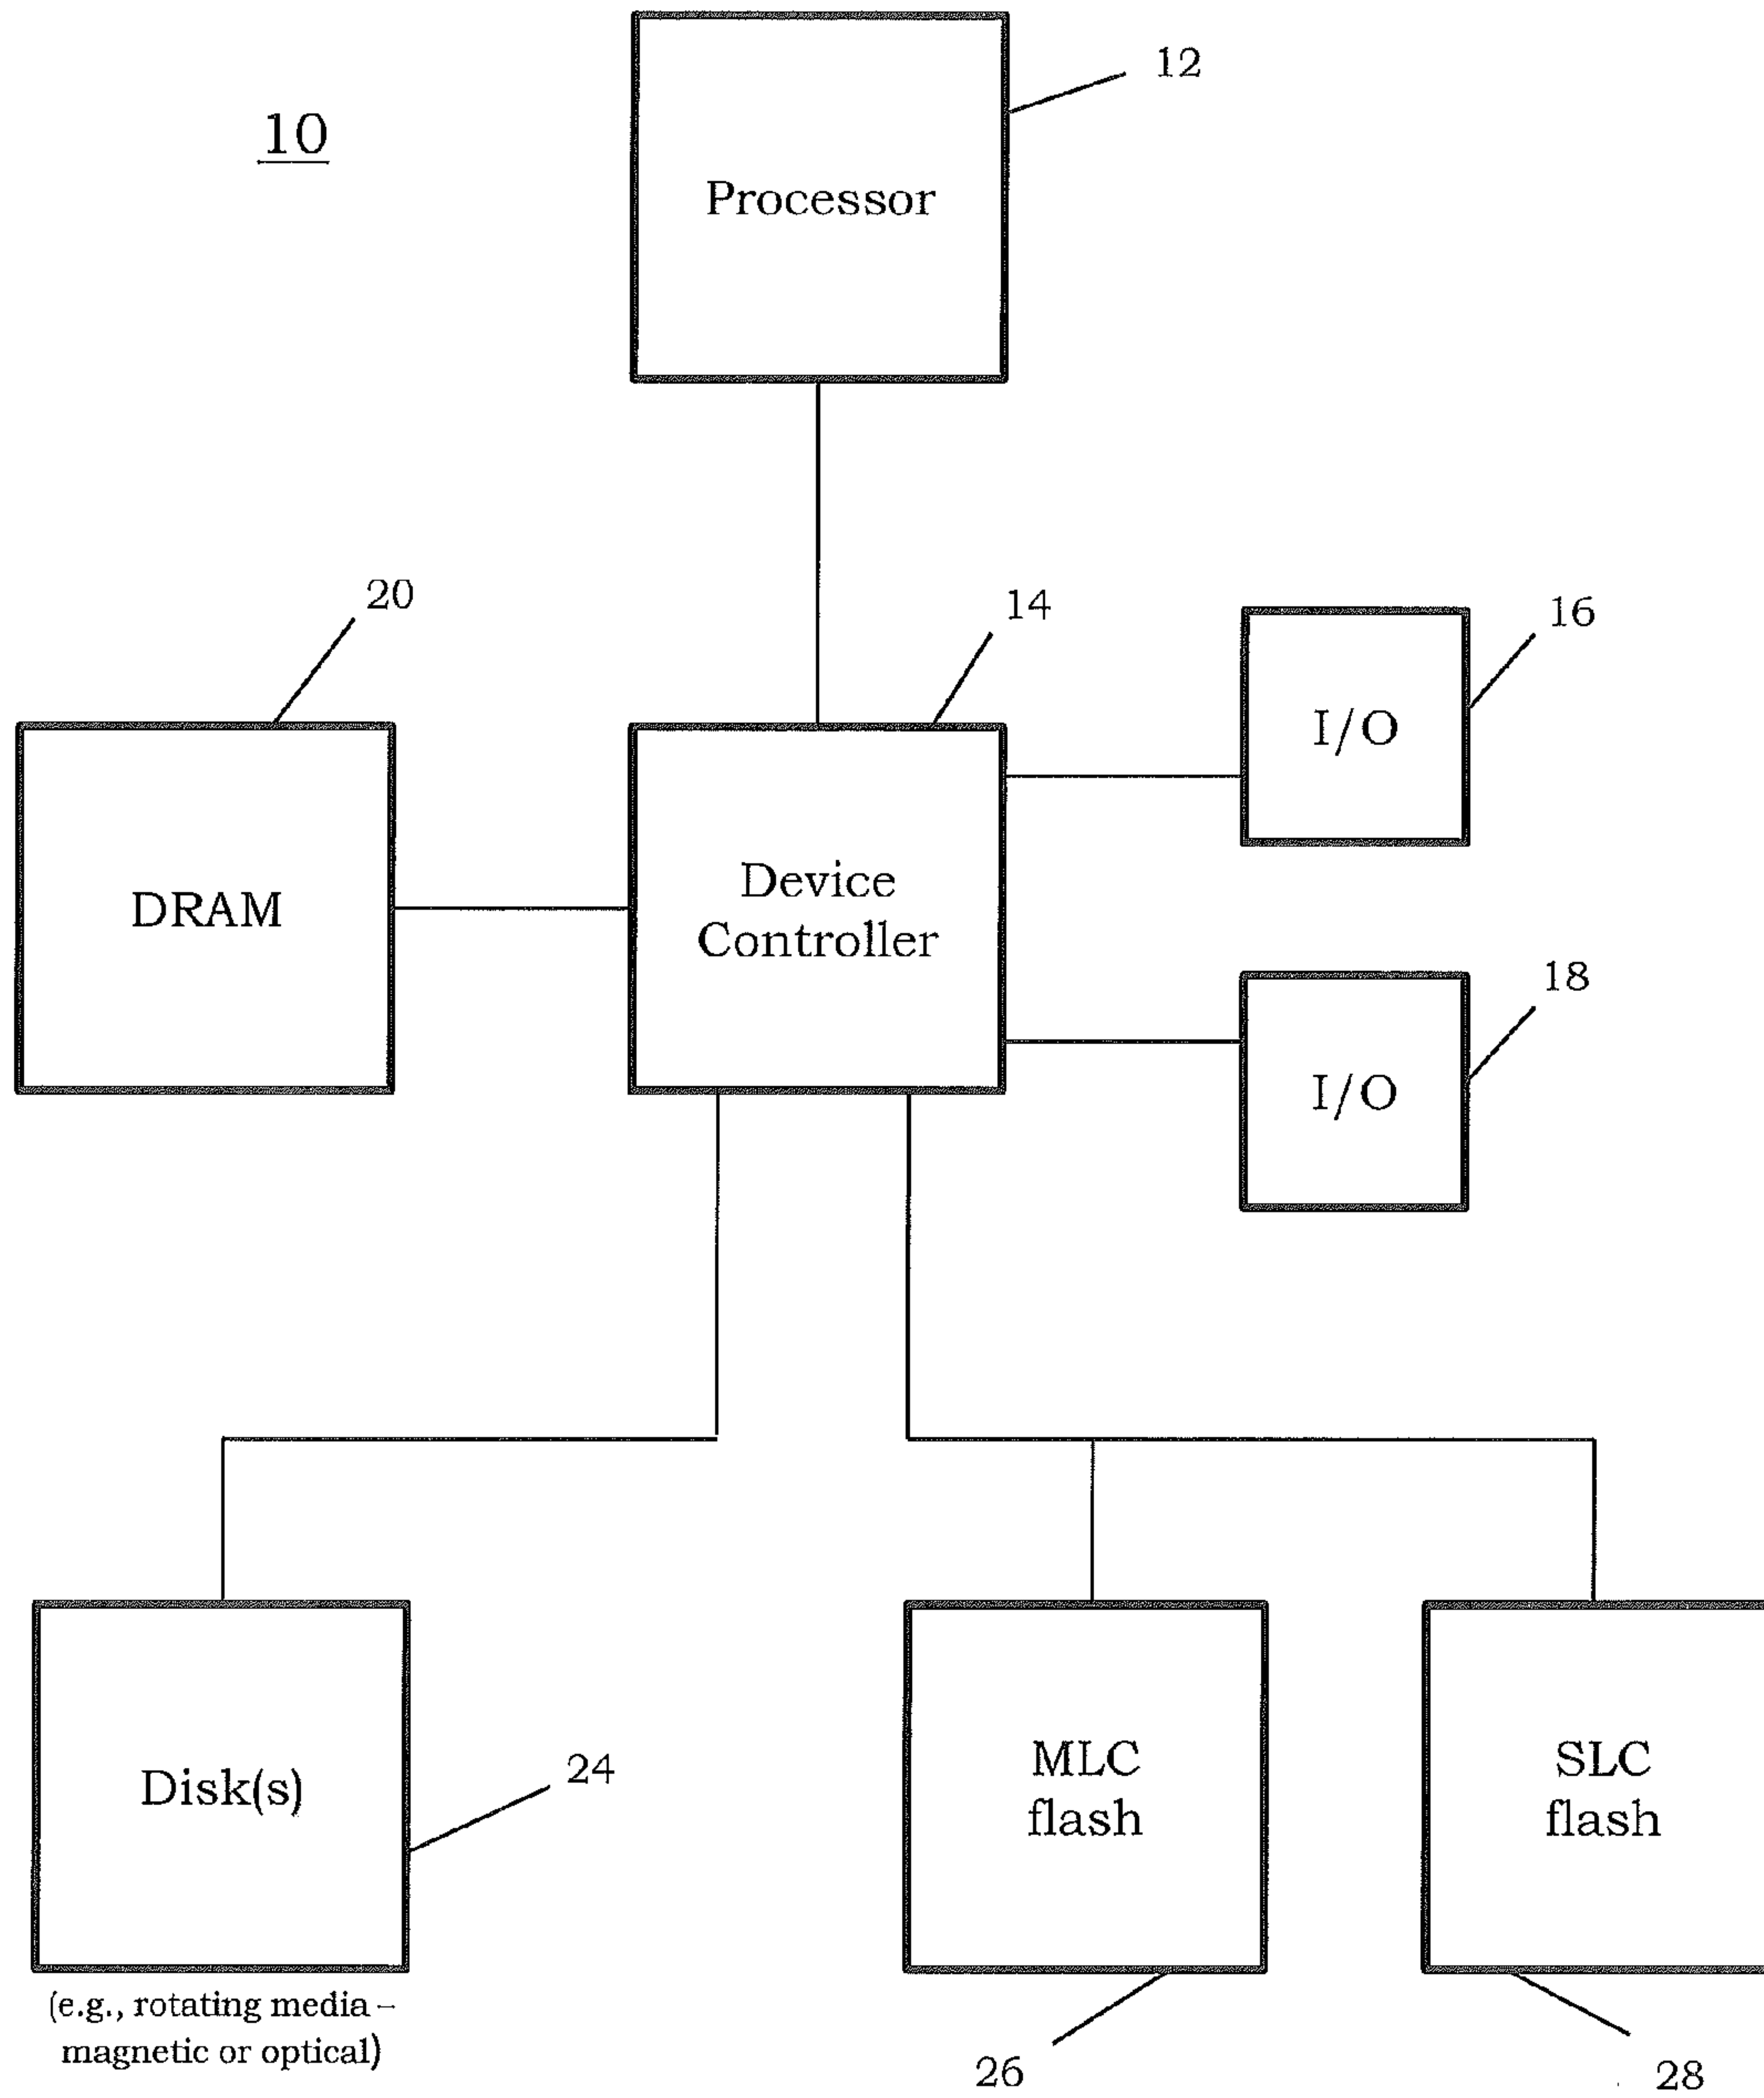 12
10
Processor
20
14
16
I/O
DRAM
Device
Controller
18
I/O
24
Disk(s)
MLC
flash
SLC
flash
(e.g., rotating media –
magnetic or optical)
26
28